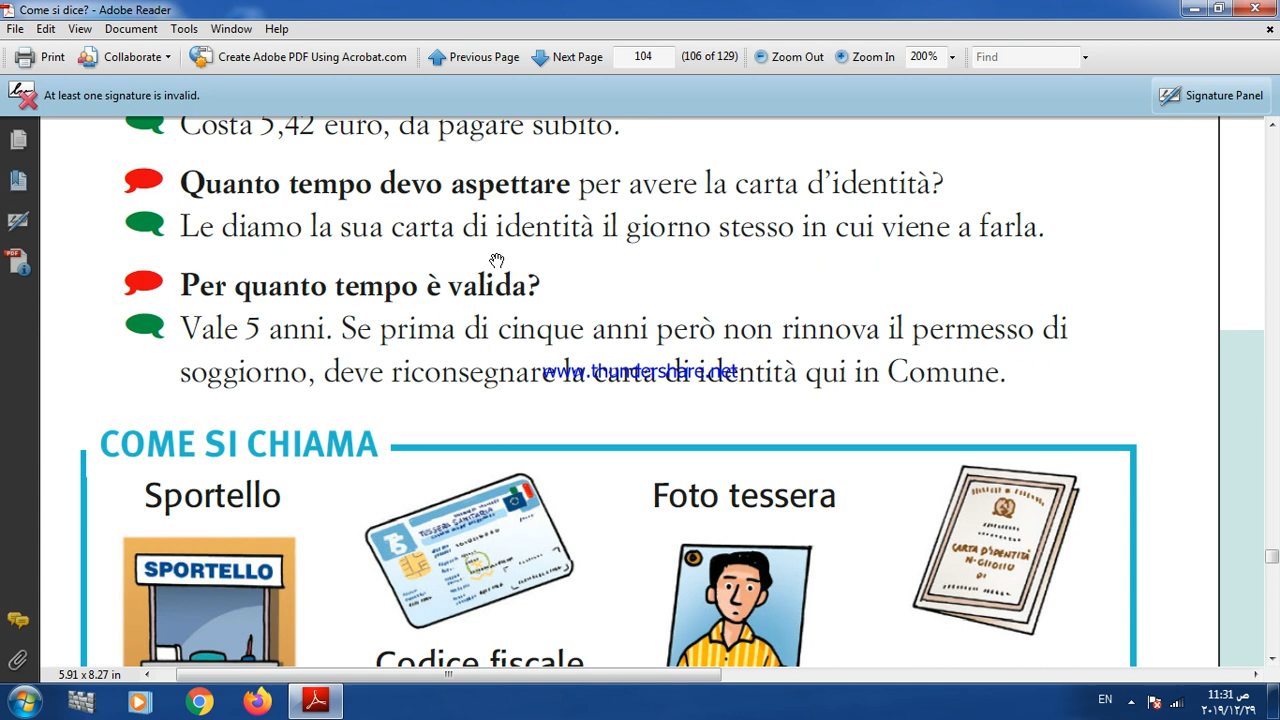 Come si dice? - Adobe Reader
File Edit View Document Tools Window Help
Print Collaborate Create Adobe PDF Using Acrobat.com Previous Page Next Page 104 (106 of 129) Zoom Out Zoom In 200% Find
At least one signature is invalid. Signature Panel
Costa 5,42 euro, da pagare subito.
Quanto tempo devo aspettare per avere la carta d'identità?
Le diamo la sua carta di identità il giorno stesso in cui viene a farla.
Per quanto tempo è valida?
Vale 5 anni. Se prima di cinque anni però non rinnova il permesso di
soggiorno, deve riconsegnare la carta di identità qui in Comune.
www.thundershare.net
COME SI CHIAMA
Sportello
Foto tessera
TESSERA SANITARIA
CARTA D'IDENTITÀ
SPORTELLO
Codice fiscale
5.91 x 8.27 in
EN
11:31 ص
٢٠١٩/١٢/٢٩